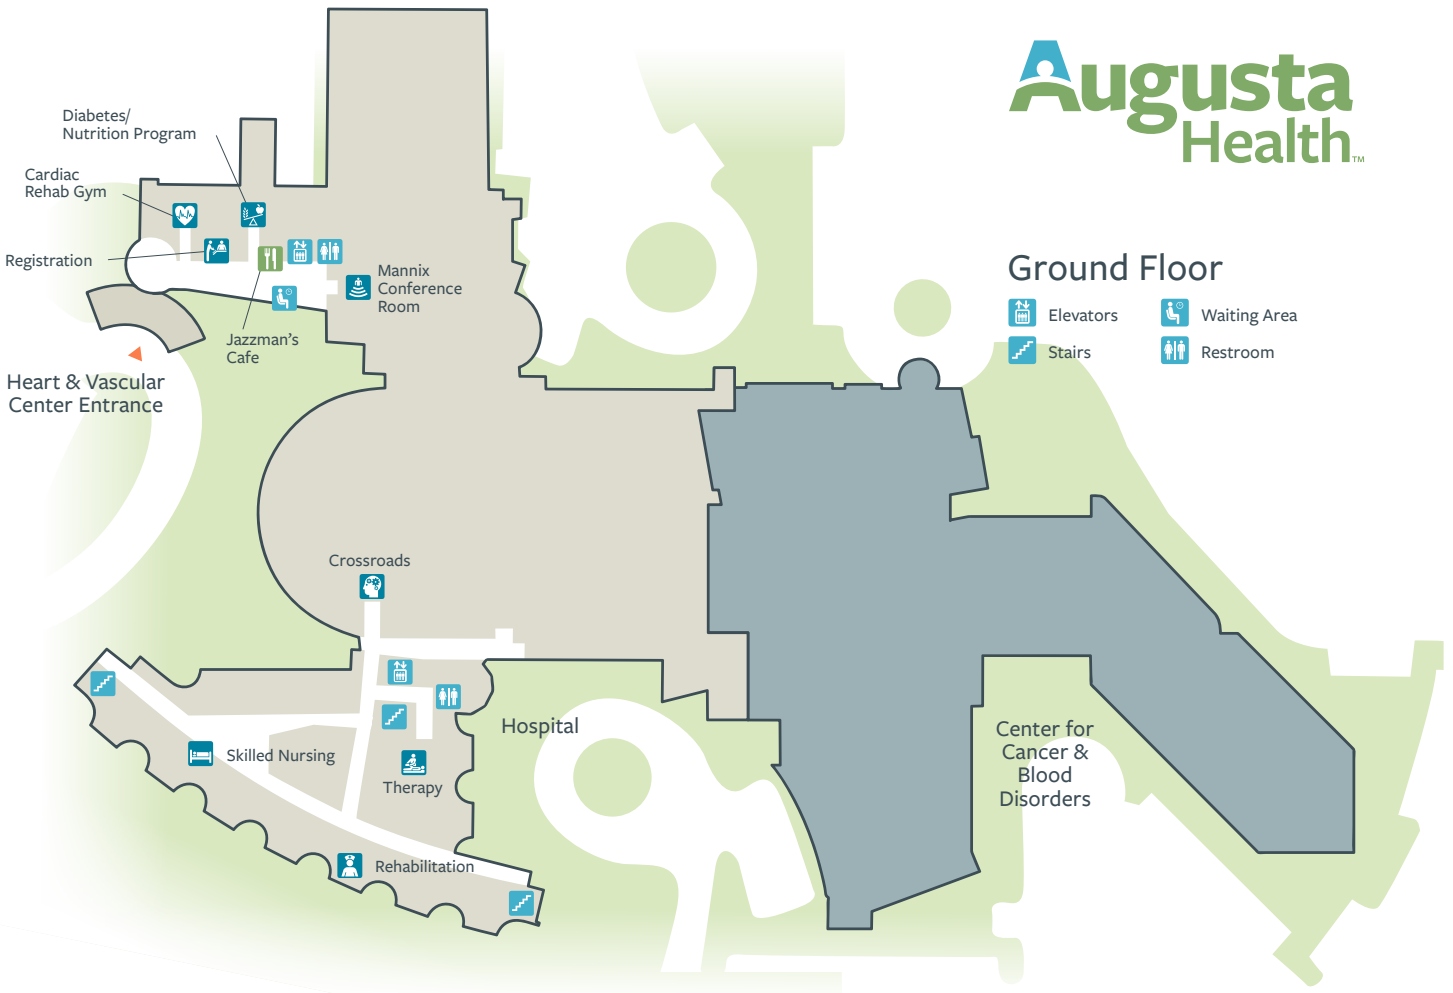 Augusta
Health™
Diabetes/
Nutrition Program
Cardiac
Rehab Gym
Registration
Mannix
Conference
Room
Jazzman's
Cafe
Heart & Vascular
Center Entrance
Ground Floor
Elevators
Waiting Area
Stairs
Restroom
Crossroads
Hospital
Skilled Nursing
Therapy
Rehabilitation
Center for
Cancer &
Blood
Disorders